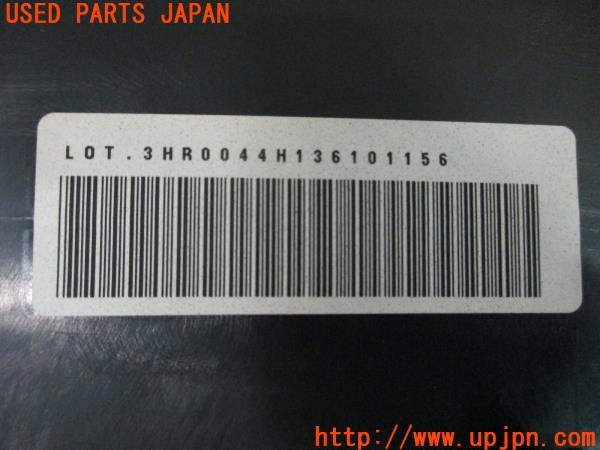 USED PARTS JAPAN
LOT.3HR0044H136101156
http://www.upjpn.com